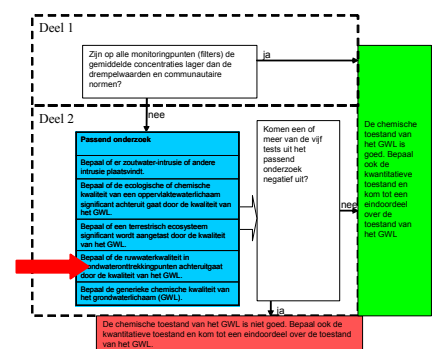 Deel 1
Zijn op alle monitoringpunten (filters) de
gemiddelde concentraties lager dan de
drempelwaarden en communautaire
normen?
ja
nee
Deel 2
Passend onderzoek
Bepaal of er zoutwater-intrusie of andere
intrusie plaatsvindt.
Bepaal of de ecologische of chemische
kwaliteit van een oppervlaktewaterlichaam
significant achteruit gaat door de kwaliteit van
het GWL.
Bepaal of een terrestrisch ecosysteem
significant wordt aangetast door de kwaliteit
van het GWL.
Bepaal of de ruwwaterkwaliteit in
grondwateronttrekkingpunten achteruitgaat
door de kwaliteit van het GWL.
Bepaal de generieke chemische kwaliteit van
het grondwaterlichaam (GWL).
Komen een of
meer van de vijf
tests uit het
passend
onderzoek
negatief uit?
nee
ja
De chemische
toestand van
het GWL is
goed. Bepaal
ook de
kwantitatieve
toestand en
kom tot een
eindoordeel
over de
toestand van
het GWL
De chemische toestand van het GWL is niet goed. Bepaal ook de
kwantitatieve toestand en kom tot een eindoordeel over de toestand
van het GWL.